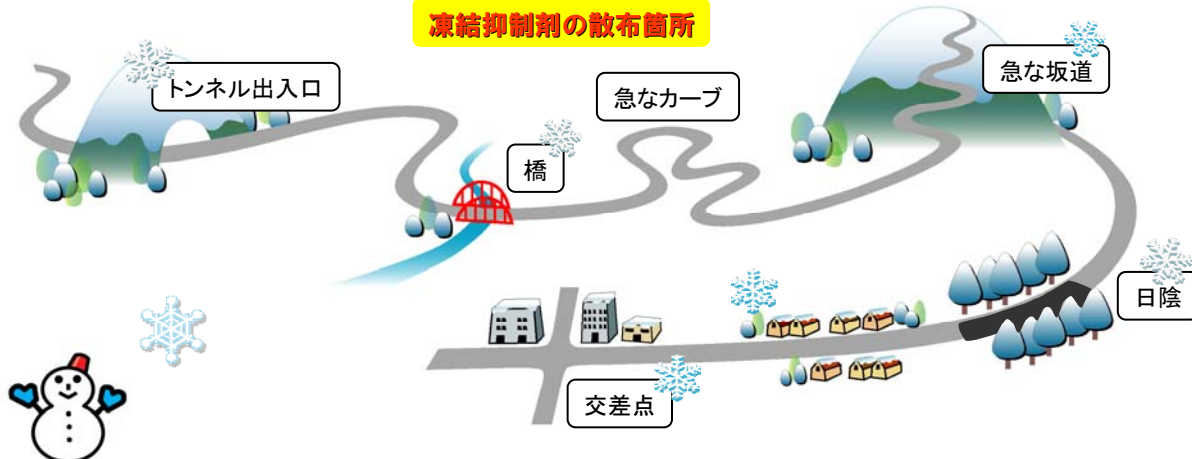 凍結抑制剤の散布箇所
トンネル出入口
急なカーブ
急な坂道
橋
日陰
交差点